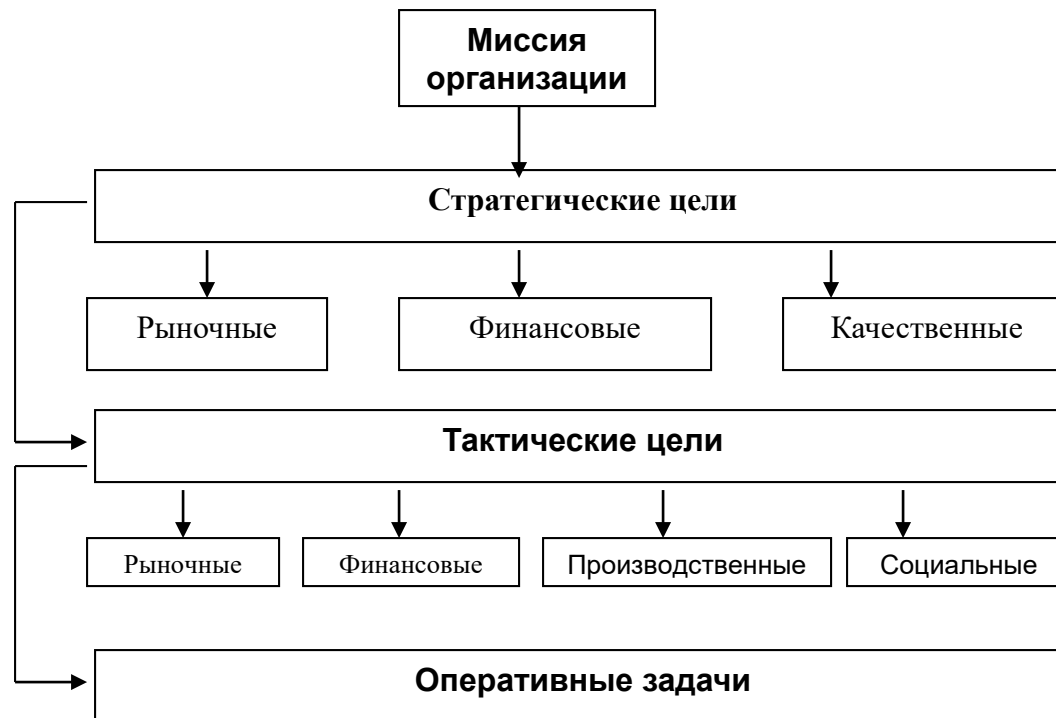 Миссия
организации
Стратегические цели
Рыночные
Финансовые
Качественные
Тактические цели
Рыночные
Финансовые
Производственные
Социальные
Оперативные задачи